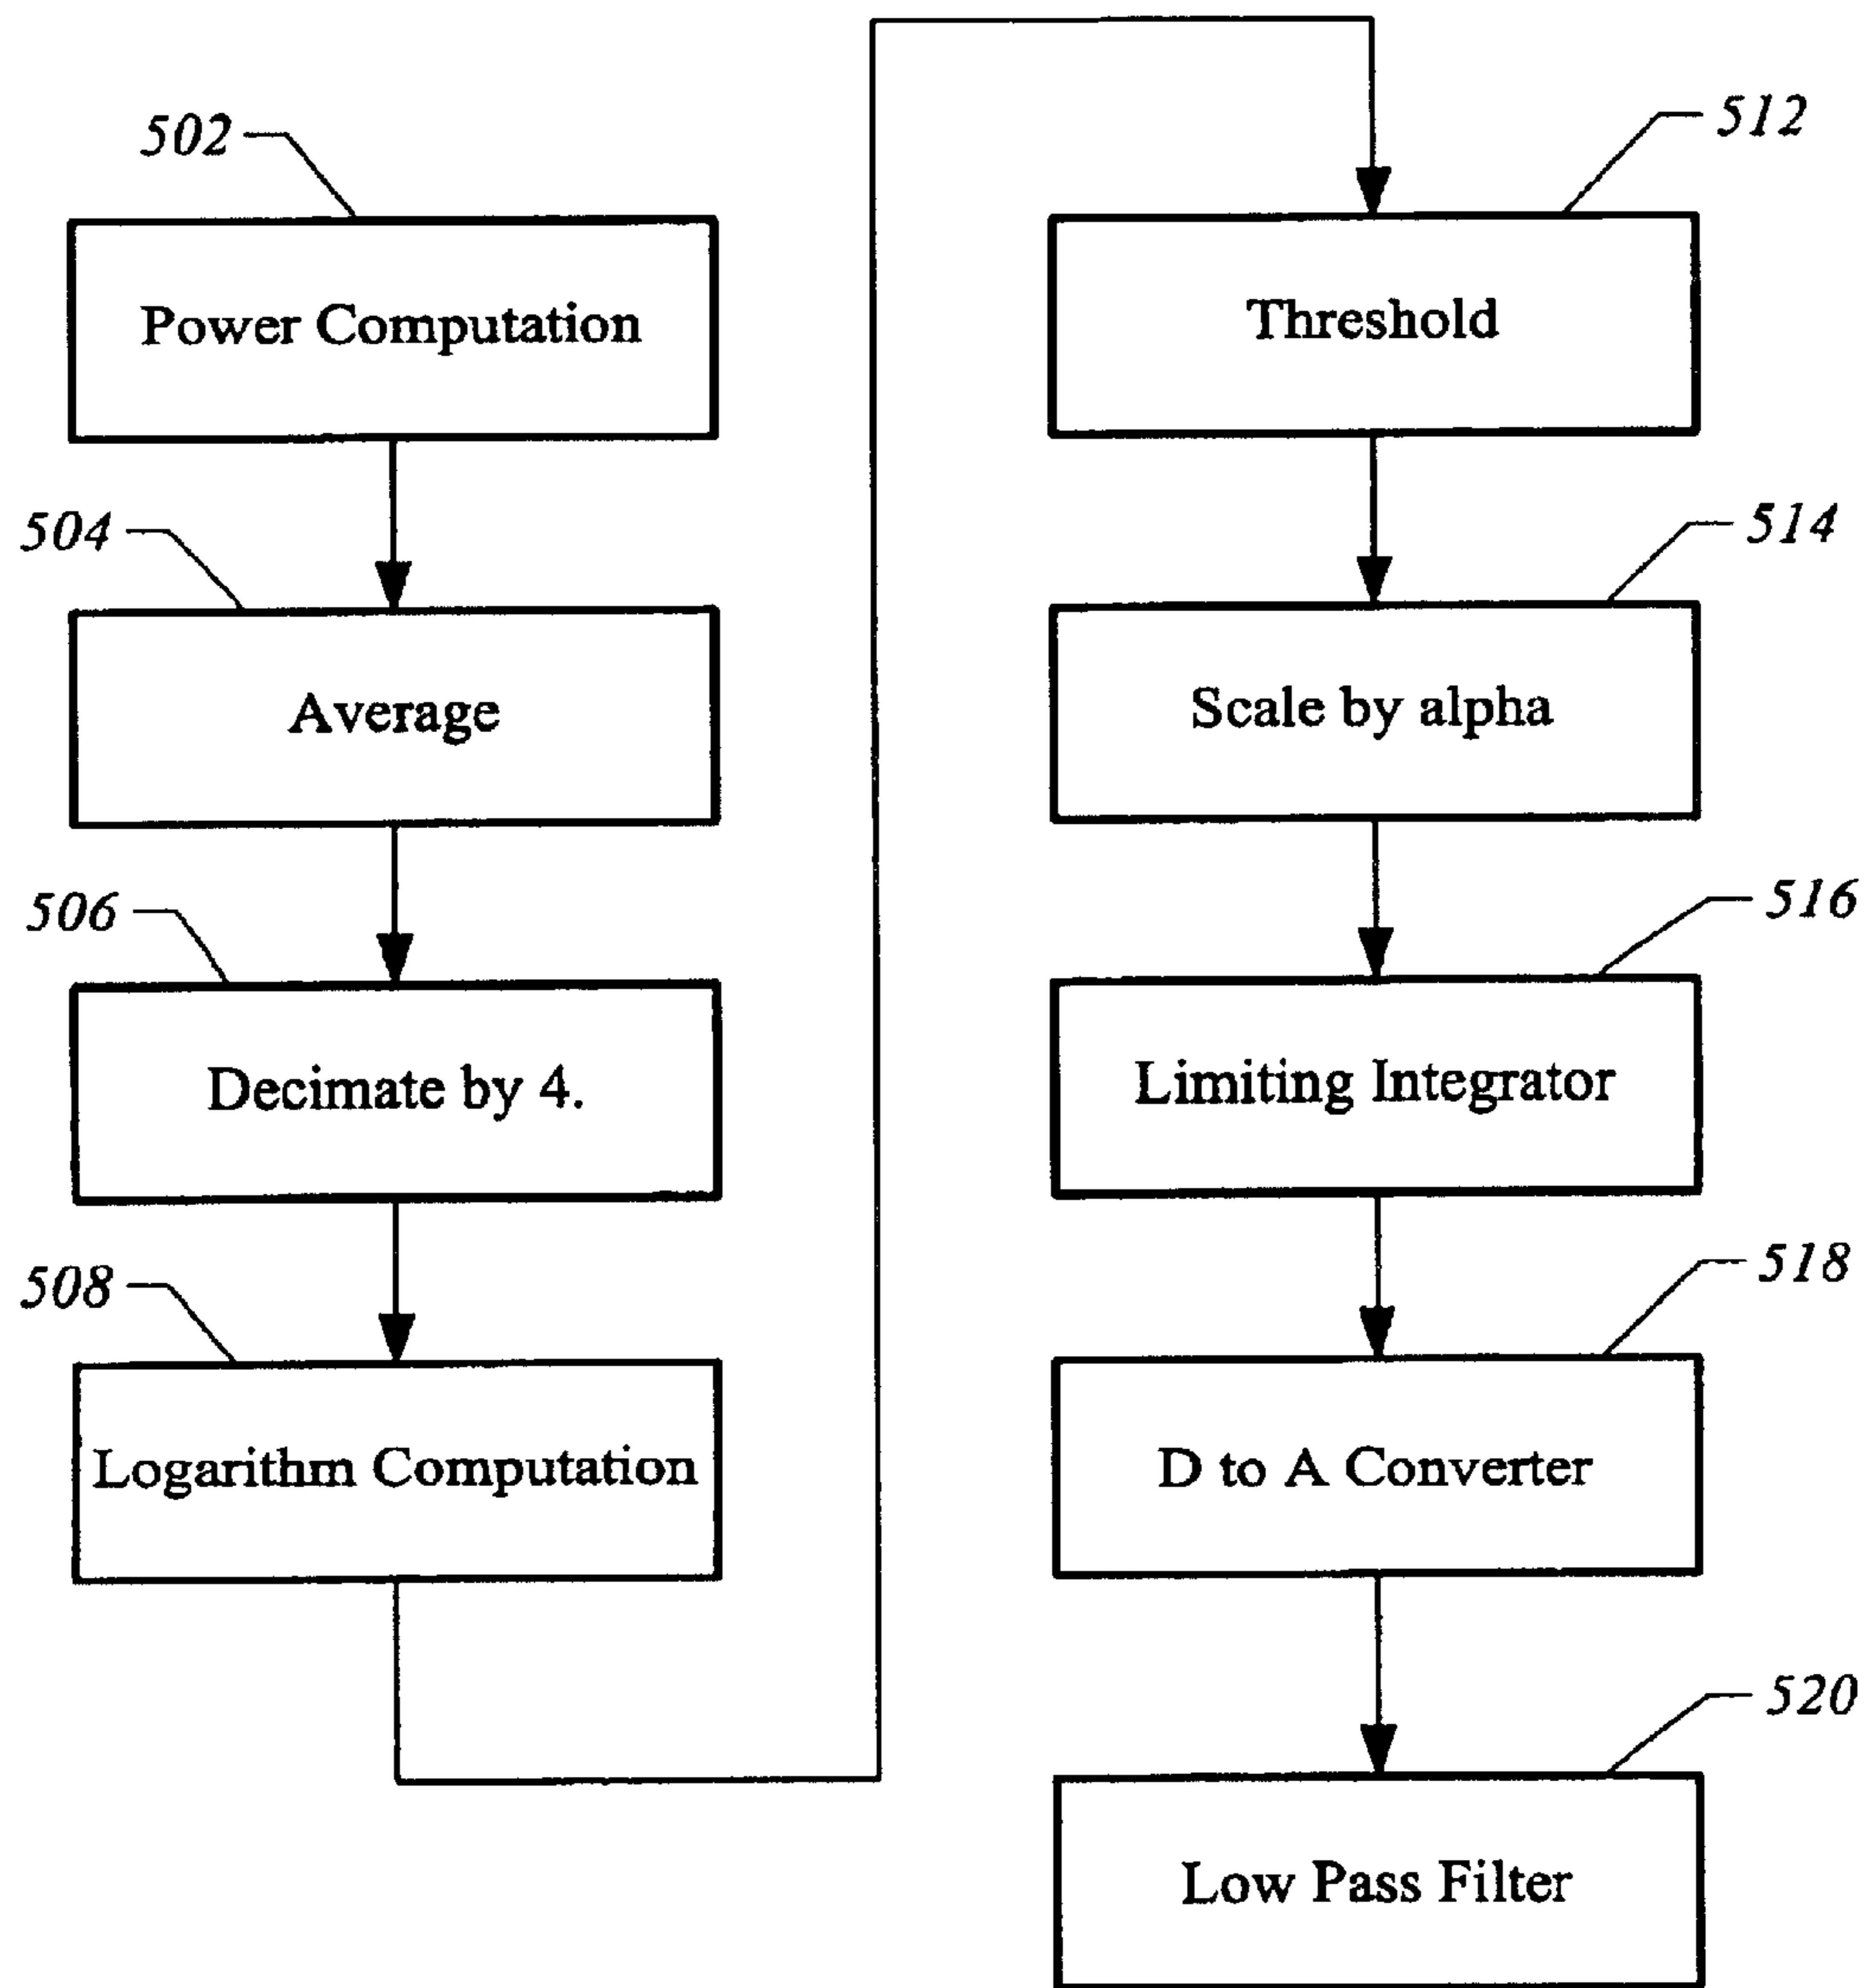 502
Power Computation
504
Average
506
Decimate by 4.
508
Logarithm Computation
512
Threshold
514
Scale by alpha
516
Limiting Integrator
518
D to A Converter
520
Low Pass Filter